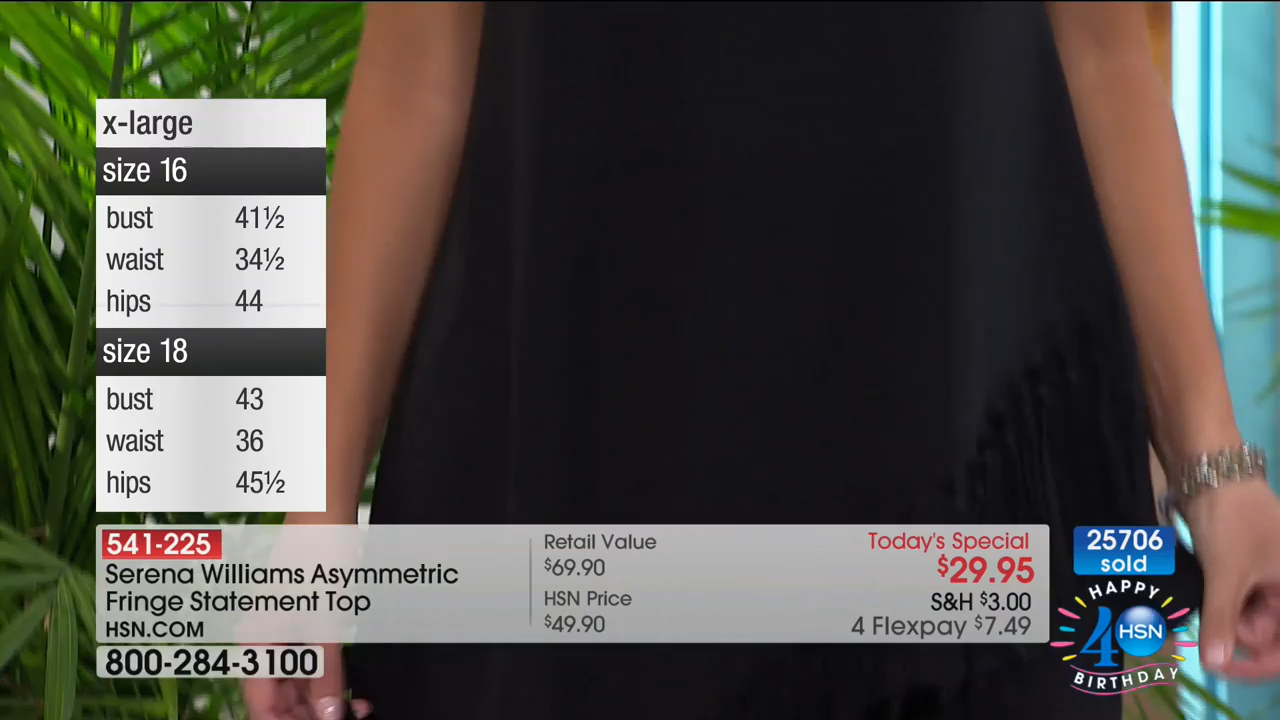 x-large
size 16
bust 41½
waist 34½
hips 44
size 18
bust 43
waist 36
hips 45½
541-225
Serena Williams Asymmetric
Fringe Statement Top
HSN.COM
800-284-3100
Retail Value
$69.90
HSN Price
$49.90
Today's Special
$29.95
S&H $3.00
4 Flexpay $7.49
25706
sold
HAPPY
40 HSN
BIRTHDAY